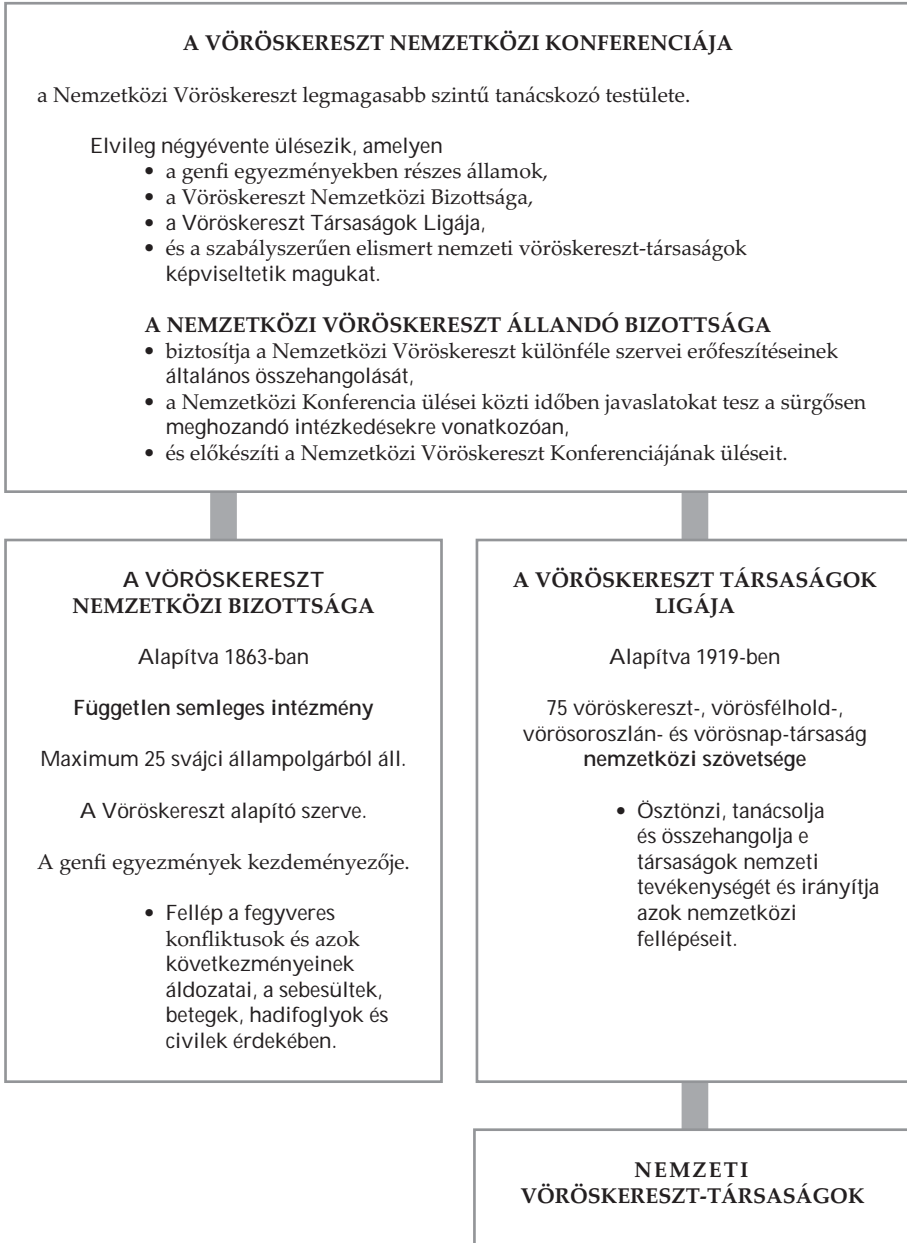 A VÖRÖSKERESZT NEMZETKÖZI KONFERENCIÁJA
a Nemzetközi Vöröskereszt legmagasabb szintű tanácskozó testülete.
Elvileg négyévente ülésezik, amelyen
• a genfi egyezményekben részes államok,
• a Vöröskereszt Nemzetközi Bizottsága,
• a Vöröskereszt Társaságok Ligája,
• és a szabályszerűen elismert nemzeti vöröskereszt-társaságok
képviseltetik magukat.
A NEMZETKÖZI VÖRÖSKERESZT ÁLLANDÓ BIZOTTSÁGA
• biztosítja a Nemzetközi Vöröskereszt különféle szervei erőfeszítéseinek
általános összehangolását,
• a Nemzetközi Konferencia ülései közti időben javaslatokat tesz a sürgősen
meghozandó intézkedésekre vonatkozóan,
• és előkészíti a Nemzetközi Vöröskereszt Konferenciájának üléseit.
A VÖRÖSKERESZT
NEMZETKÖZI BIZOTTSÁGA
Alapítva 1863-ban
Független semleges intézmény
Maximum 25 svájci állampolgárból áll.
A Vöröskereszt alapító szerve.
A genfi egyezmények kezdeményezője.
• Fellép a fegyveres
konfliktusok és azok
következményeinek
áldozatai, a sebesültek,
betegek, hadifoglyok és
civilek érdekében.
A VÖRÖSKERESZT TÁRSASÁGOK
LIGÁJA
Alapítva 1919-ben
75 vöröskereszt-, vörösfélhold-,
vörösoroszlán- és vörösnap-társaság
nemzetközi szövetsége
• Ösztönzi, tanácsolja
és összehangolja e
társaságok nemzeti
tevékenységét és irányítja
azok nemzetközi
fellépéseit.
NEMZETI
VÖRÖSKERESZT-TÁRSASÁGOK